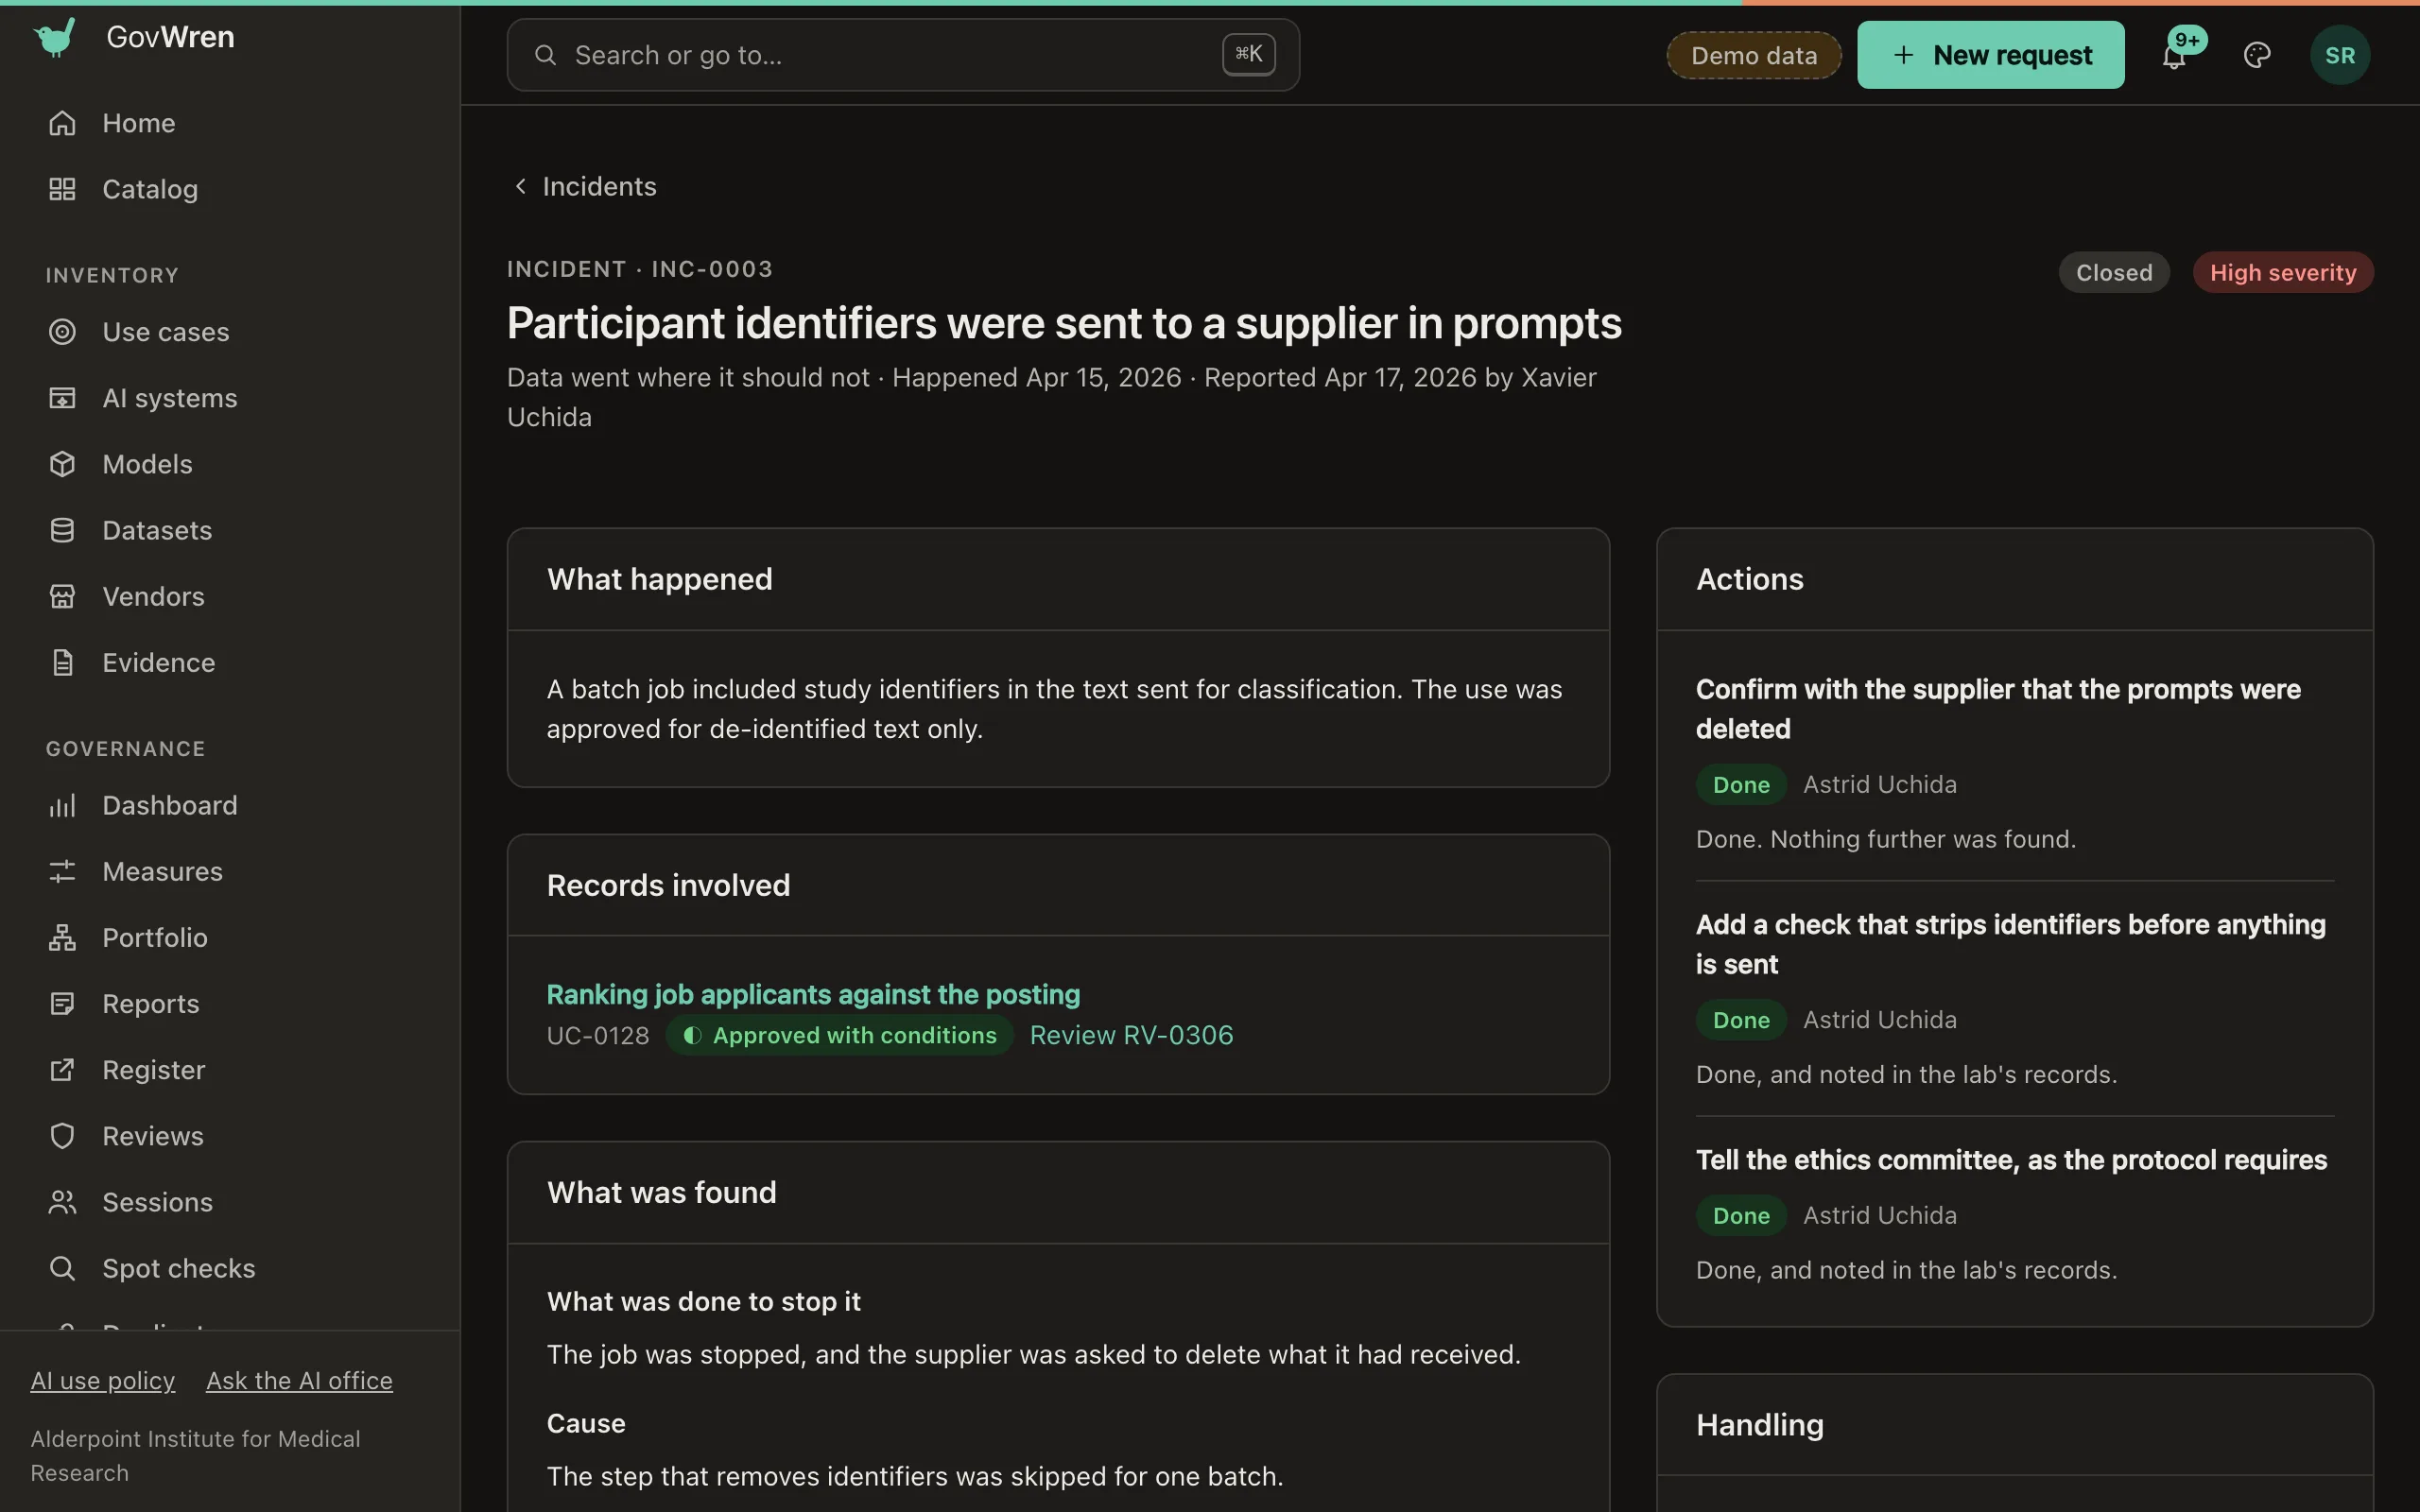 GovWren
Search or go to...
⌘K
Demo data
+ New request
9+
SR
Home
Catalog
INVENTORY
Use cases
AI systems
Models
Datasets
Vendors
Evidence
GOVERNANCE
Dashboard
Measures
Portfolio
Reports
Register
Reviews
Sessions
Spot checks
AI use policy
Ask the AI office
Alderpoint Institute for Medical
Research
Incidents
INCIDENT · INC-0003
Closed
High severity
Participant identifiers were sent to a supplier in prompts
Data went where it should not · Happened Apr 15, 2026 · Reported Apr 17, 2026 by Xavier
Uchida
What happened
A batch job included study identifiers in the text sent for classification. The use was
approved for de-identified text only.
Records involved
Ranking job applicants against the posting
UC-0128 Approved with conditions Review RV-0306
What was found
What was done to stop it
The job was stopped, and the supplier was asked to delete what it had received.
Cause
The step that removes identifiers was skipped for one batch.
Actions
Confirm with the supplier that the prompts were
deleted
Done Astrid Uchida
Done. Nothing further was found.
Add a check that strips identifiers before anything
is sent
Done Astrid Uchida
Done, and noted in the lab's records.
Tell the ethics committee, as the protocol requires
Done Astrid Uchida
Done, and noted in the lab's records.
Handling